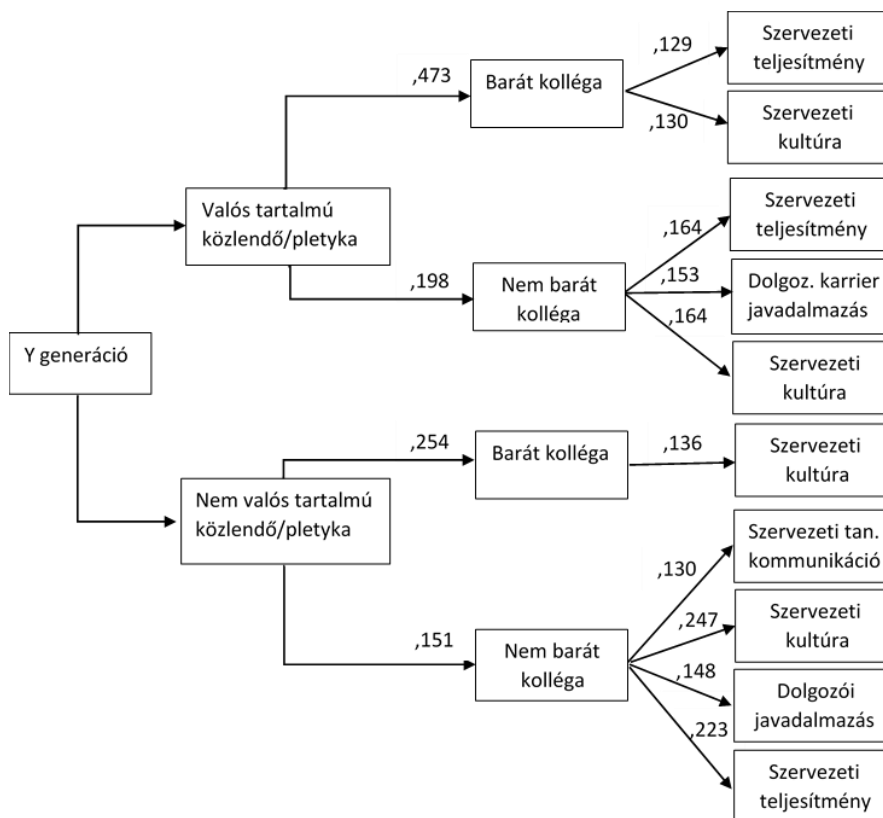 ,129
Szervezeti
teljesítmény
,473
Barát kolléga
,130
Szervezeti
kultúra
Valós tartalmú
közlendő/pletyka
,164
Szervezeti
teljesítmény
,198
Nem barát
kolléga
,153
Dolgoz. karrier
javadalmazás
,164
Szervezeti
kultúra
Y generáció
,254
Barát kolléga
,136
Szervezeti
kultúra
Nem valós tartalmú
közlendő/pletyka
,130
Szervezeti tan.
kommunikáció
,151
Nem barát
kolléga
,247
Szervezeti
kultúra
,148
Dolgozói
javadalmazás
,223
Szervezeti
teljesítmény